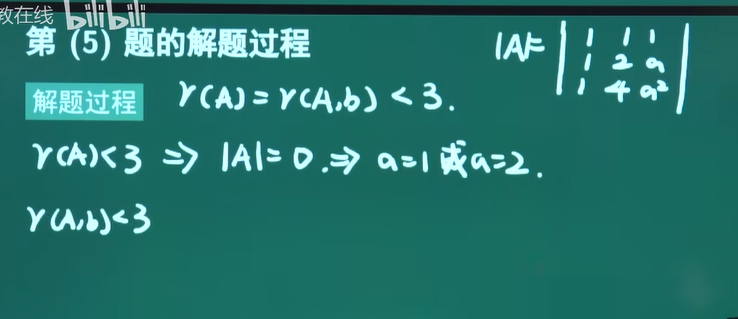 教在线 bilibili
第 (5) 题的解题过程
|A|= | 1 1 1 |
| 1 2 a |
| 1 4 a² |
解题过程 r(A)=r(A,b)<3.
r(A)<3 ⇒ |A|=0.⇒ a=1或a=2.
r(A,b)<3